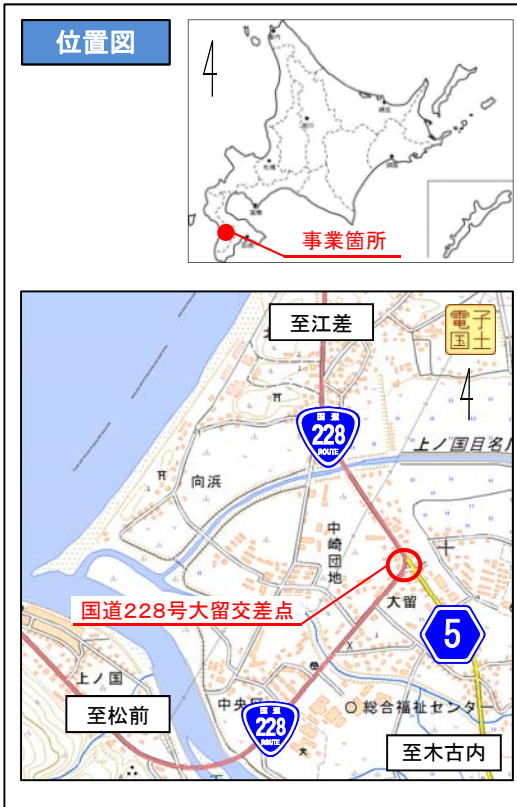 位置図
事業箇所
至江差
電子
国土
国道
228
ROUTE
上ノ国目名川
向浜
中崎団地
国道228号大留交差点
大留
5
上ノ国
至松前
中央区
国道
228
ROUTE
総合福祉センター
至木古内